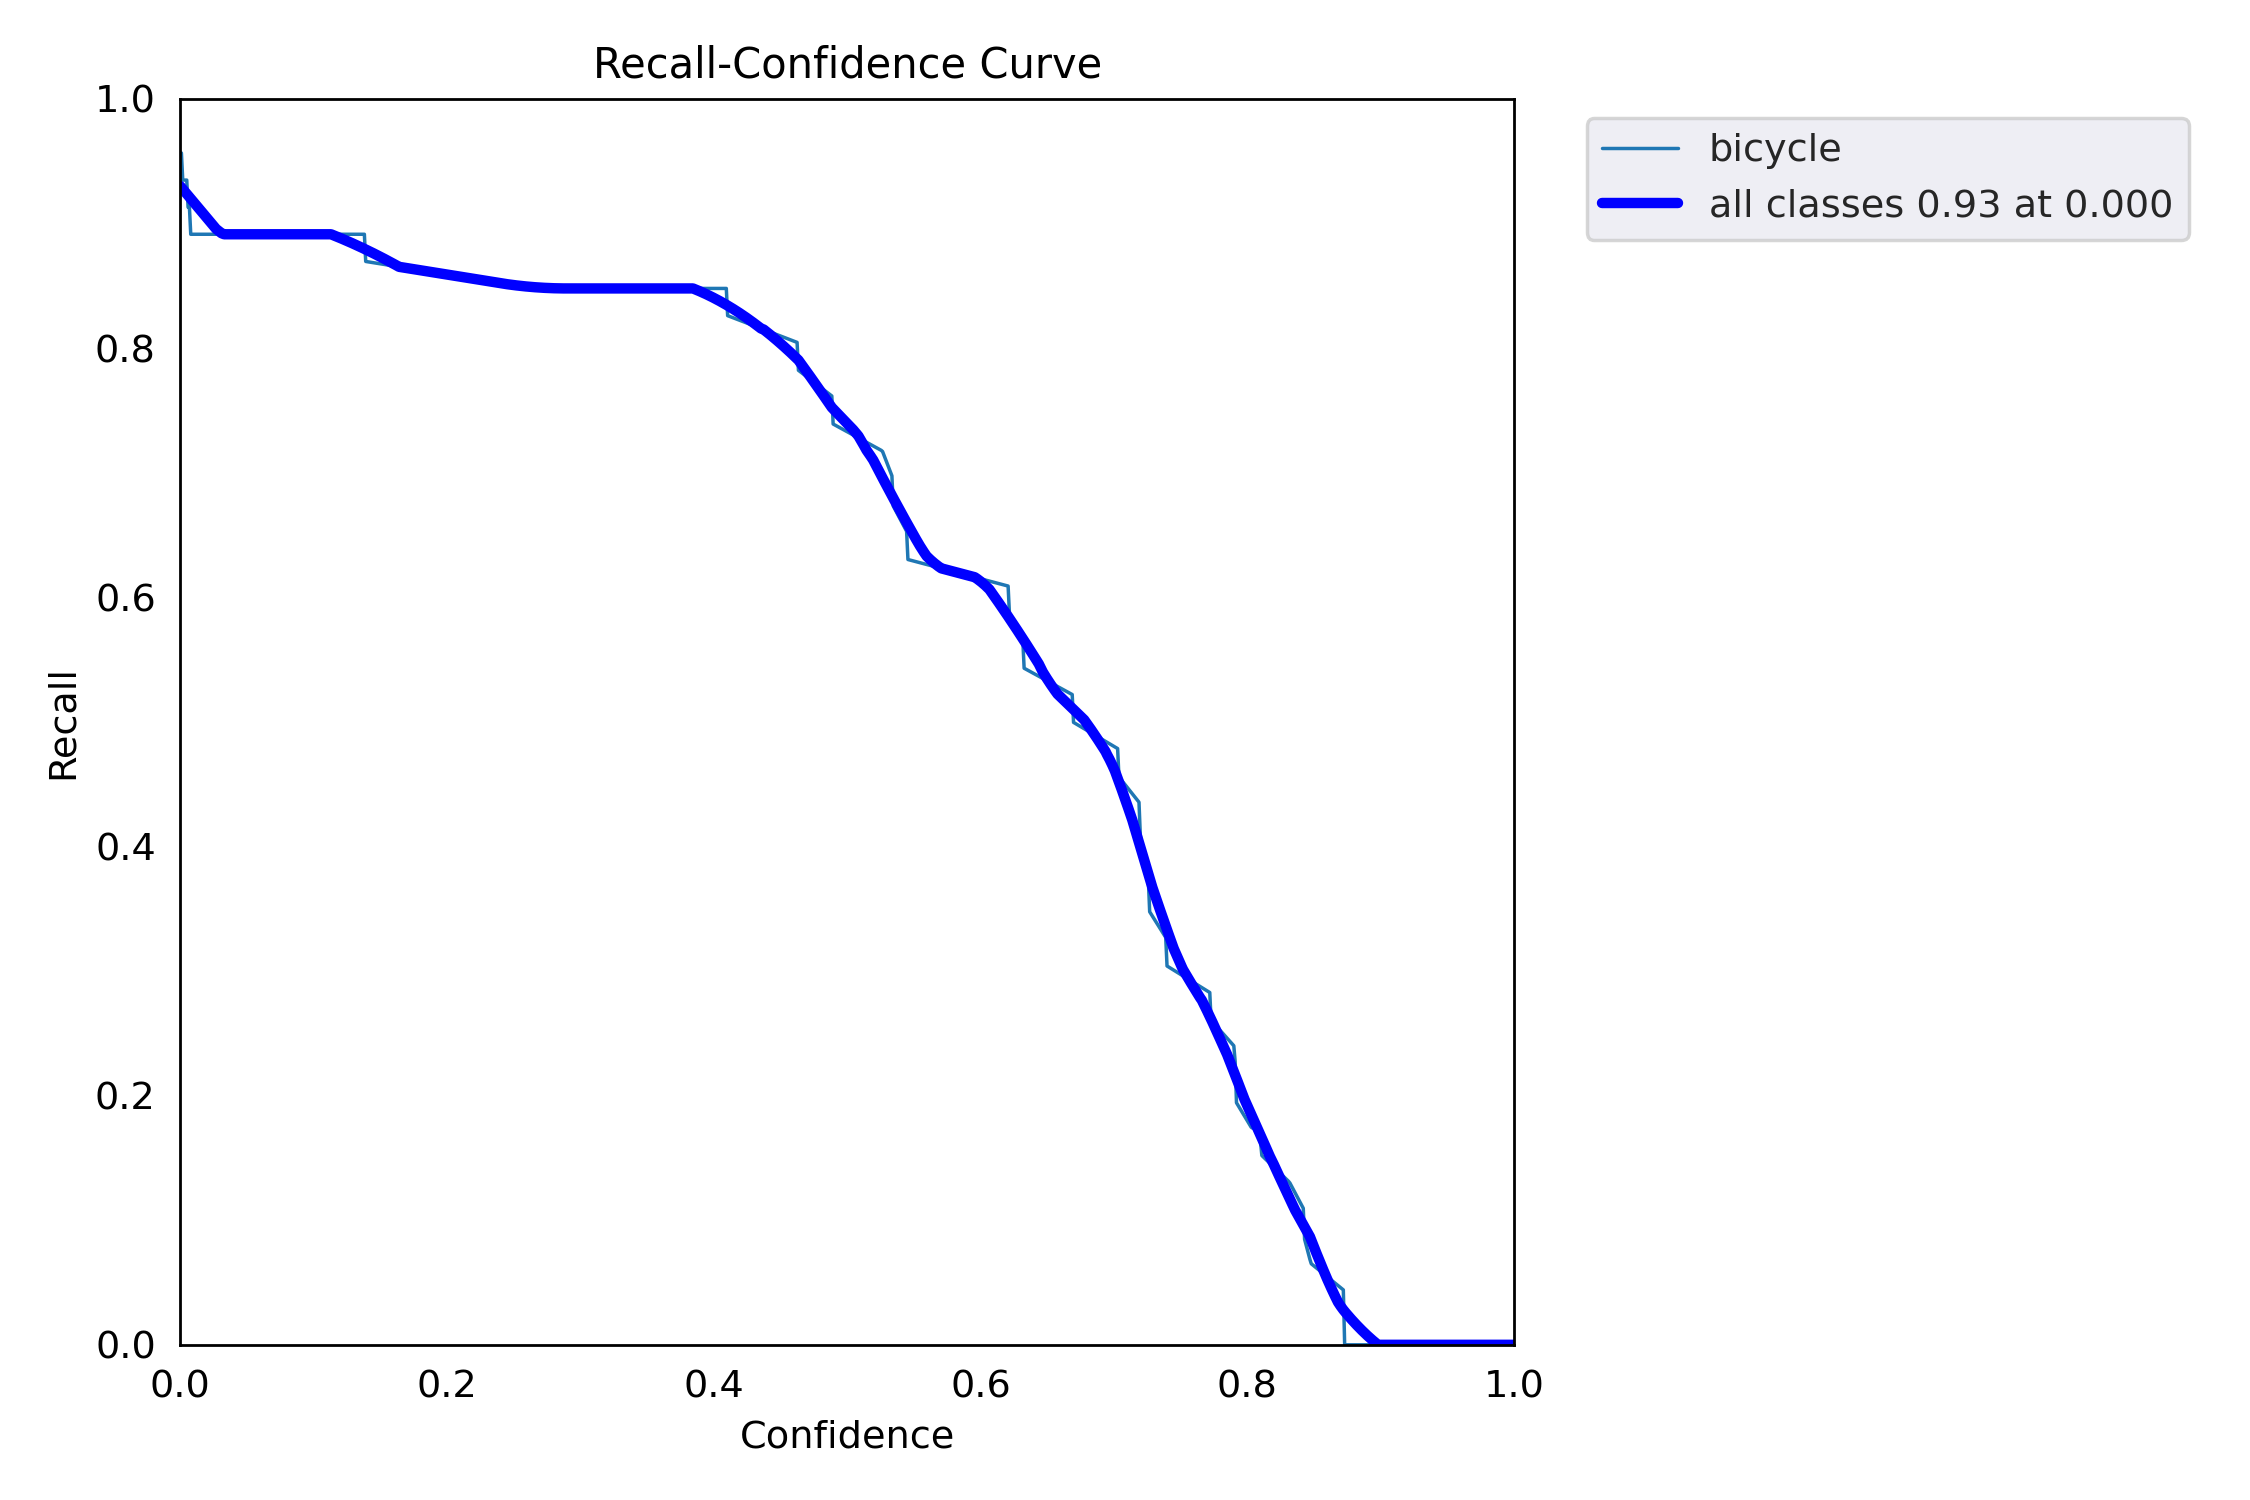 Recall-Confidence Curve
1.0
0.8
0.6
0.4
0.2
0.0
Recall
0.0 0.2 0.4 0.6 0.8 1.0
Confidence
bicycle
all classes 0.93 at 0.000